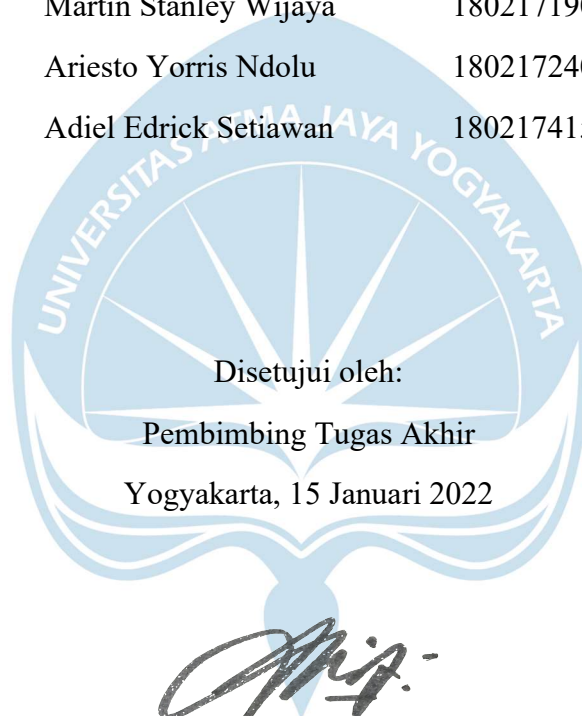 Martin Stanley Wijaya
Ariesto Yorris Ndolu
Adiel Edrick Setiawan
UNIVERSITAS ATMA JAYA YOGYAKARTA
Disetujui oleh:
Pembimbing Tugas Akhir
Yogyakarta, 15 Januari 2022